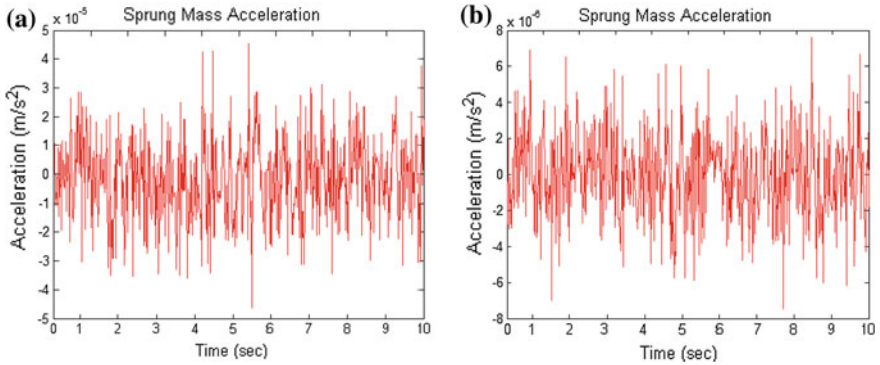 (a)
Sprung Mass Acceleration
× 10⁻⁵
5
4
3
2
1
0
-1
-2
-3
-4
-5
Acceleration (m/s²)
0 1 2 3 4 5 6 7 8 9 10
Time (sec)
(b)
Sprung Mass Acceleration
× 10⁻⁶
8
6
4
2
0
-2
-4
-6
-8
Acceleration (m/s²)
0 1 2 3 4 5 6 7 8 9 10
Time (sec)